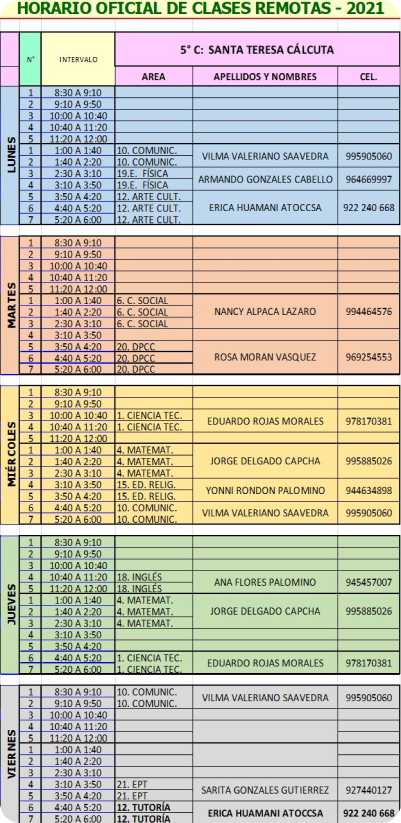 HORARIO OFICIAL DE CLASES REMOTAS - 2021
N° INTERVALO 5° C: SANTA TERESA CÁLCUTA
AREA APELLIDOS Y NOMBRES CEL.
LUNES
1 8:30 A 9:10
2 9:10 A 9:50
3 10:00 A 10:40
4 10:40 A 11:20
5 11:20 A 12:00
1 1:00 A 1:40 10. COMUNIC. VILMA VALERIANO SAAVEDRA 995905060
2 1:40 A 2:20 10. COMUNIC.
3 2:30 A 3:10 19.E. FÍSICA ARMANDO GONZALES CABELLO 964669997
4 3:10 A 3:50 19.E. FÍSICA
5 3:50 A 4:20 12. ARTE CULT. ERICA HUAMANI ATOCCSA 922 240 668
6 4:40 A 5:20 12. ARTE CULT.
7 5:20 A 6:00 12. ARTE CULT.
MARTES
1 8:30 A 9:10
2 9:10 A 9:50
3 10:00 A 10:40
4 10:40 A 11:20
5 11:20 A 12:00
1 1:00 A 1:40 6. C. SOCIAL NANCY ALPACA LAZARO 994464576
2 1:40 A 2:20 6. C. SOCIAL
3 2:30 A 3:10 6. C. SOCIAL
4 3:10 A 3:50
5 3:50 A 4:20 20. DPCC ROSA MORAN VASQUEZ 969254553
6 4:40 A 5:20 20. DPCC
7 5:20 A 6:00 20. DPCC
MIÉRCOLES
1 8:30 A 9:10
2 9:10 A 9:50
3 10:00 A 10:40 1. CIENCIA TEC. EDUARDO ROJAS MORALES 978170381
4 10:40 A 11:20 1. CIENCIA TEC.
5 11:20 A 12:00
1 1:00 A 1:40 4. MATEMAT. JORGE DELGADO CAPCHA 995885026
2 1:40 A 2:20 4. MATEMAT.
3 2:30 A 3:10 4. MATEMAT.
4 3:10 A 3:50 15. ED. RELIG. YONNI RONDON PALOMINO 944634898
5 3:50 A 4:20 15. ED. RELIG.
6 4:40 A 5:20 10. COMUNIC. VILMA VALERIANO SAAVEDRA 995905060
7 5:20 A 6:00 10. COMUNIC.
JUEVES
1 8:30 A 9:10
2 9:10 A 9:50
3 10:00 A 10:40
4 10:40 A 11:20 18. INGLÉS ANA FLORES PALOMINO 945457007
5 11:20 A 12:00 18. INGLÉS
1 1:00 A 1:40 4. MATEMAT. JORGE DELGADO CAPCHA 995885026
2 1:40 A 2:20 4. MATEMAT.
3 2:30 A 3:10 4. MATEMAT.
4 3:10 A 3:50
5 3:50 A 4:20
6 4:40 A 5:20 1. CIENCIA TEC. EDUARDO ROJAS MORALES 978170381
7 5:20 A 6:00 1. CIENCIA TEC.
VIERNES
1 8:30 A 9:10 10. COMUNIC. VILMA VALERIANO SAAVEDRA 995905060
2 9:10 A 9:50 10. COMUNIC.
3 10:00 A 10:40
4 10:40 A 11:20
5 11:20 A 12:00
1 1:00 A 1:40
2 1:40 A 2:20
3 2:30 A 3:10
4 3:10 A 3:50 21. EPT SARITA GONZALES GUTIERREZ 927440127
5 3:50 A 4:20 21. EPT
6 4:40 A 5:20 12. TUTORÍA ERICA HUAMANI ATOCCSA 922 240 668
7 5:20 A 6:00 12. TUTORÍA